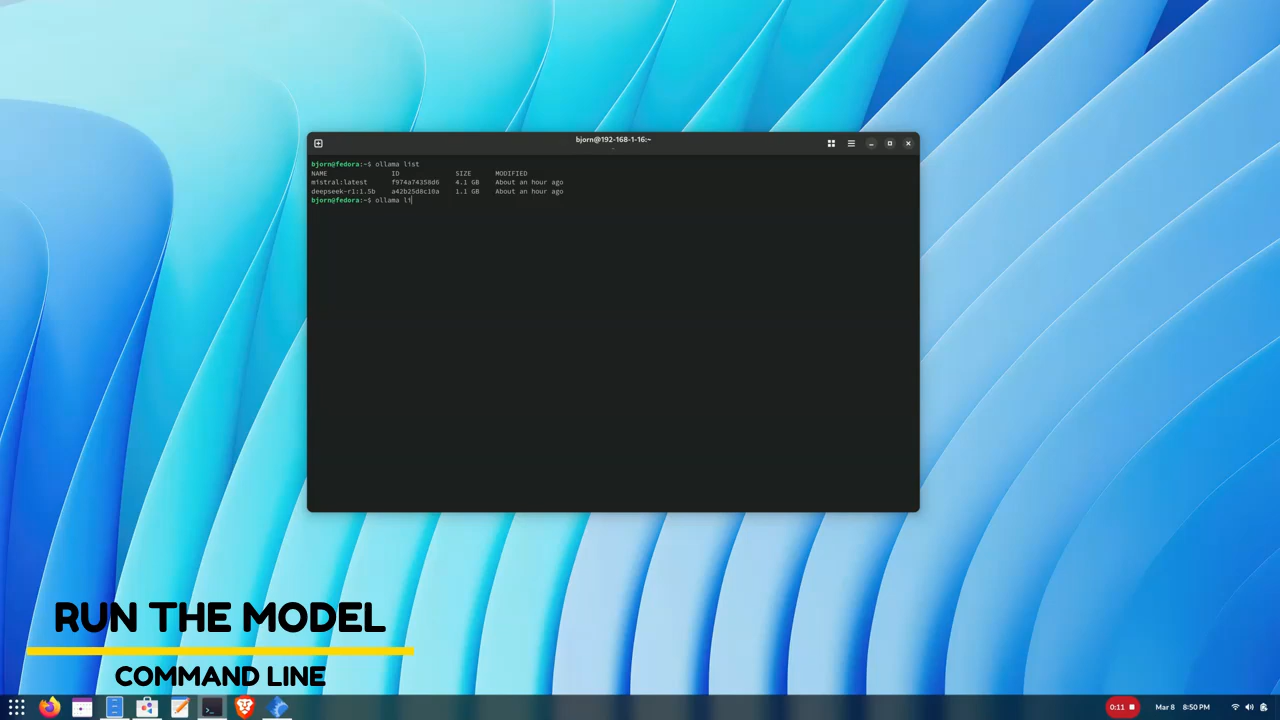 bjorn@192-168-1-16:~
bjorn@fedora:~$ ollama list
NAME ID SIZE MODIFIED
mistral:latest f974a74358d6 4.1 GB About an hour ago
deepseek-r1:1.5b a42b25d8c10a 1.1 GB About an hour ago
bjorn@fedora:~$ ollama li
RUN THE MODEL
COMMAND LINE
0:11 Mar 8 8:50 PM